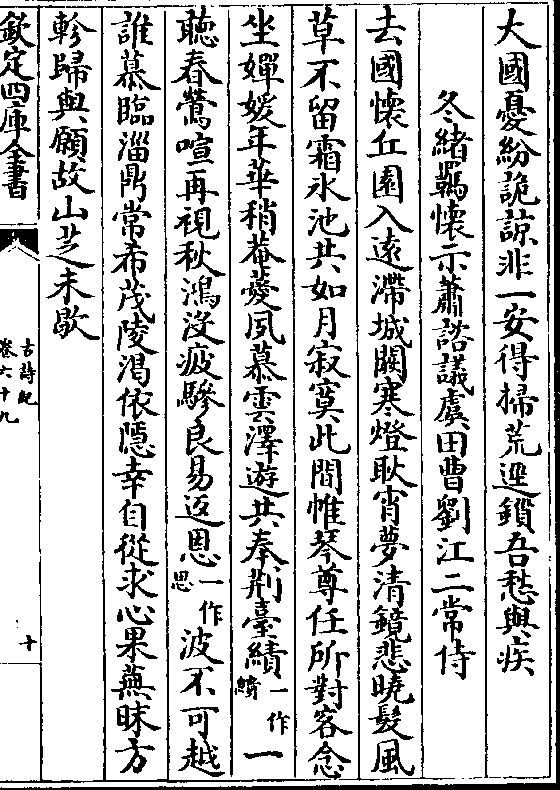 大國憂紛詭諒非一安得掃荒逕鎖吾愁與疾
冬緒羇懷示蕭諮議虞田曹劉江二常侍
去國懷丘園入遠滯城闕寒燈耿宵夢清鏡悲曉髮風
草不留霜氷池共如月寂寞此間帷琴尊任所對客念
坐嬋媛年華稍菴薆夙慕雲澤遊共奉荆臺績一作續一
聽春鶯喧再視秋鴻没疲驂良易返恩一作思波不可越
誰慕臨淄鼎常希茂陵渴依隱幸自從求心果蕪昧方
軫歸與願故山芝未歇
欽定四庫全書
古詩紀
卷六十九
十